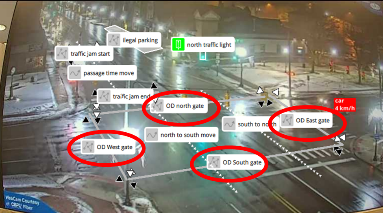 ilegal parking
north traffic light
traffic jam start
passage time move
traffic jam end
OD north gate
car
4 km/h
south to north
OD East gate
north to south move
OD West gate
OD South gate